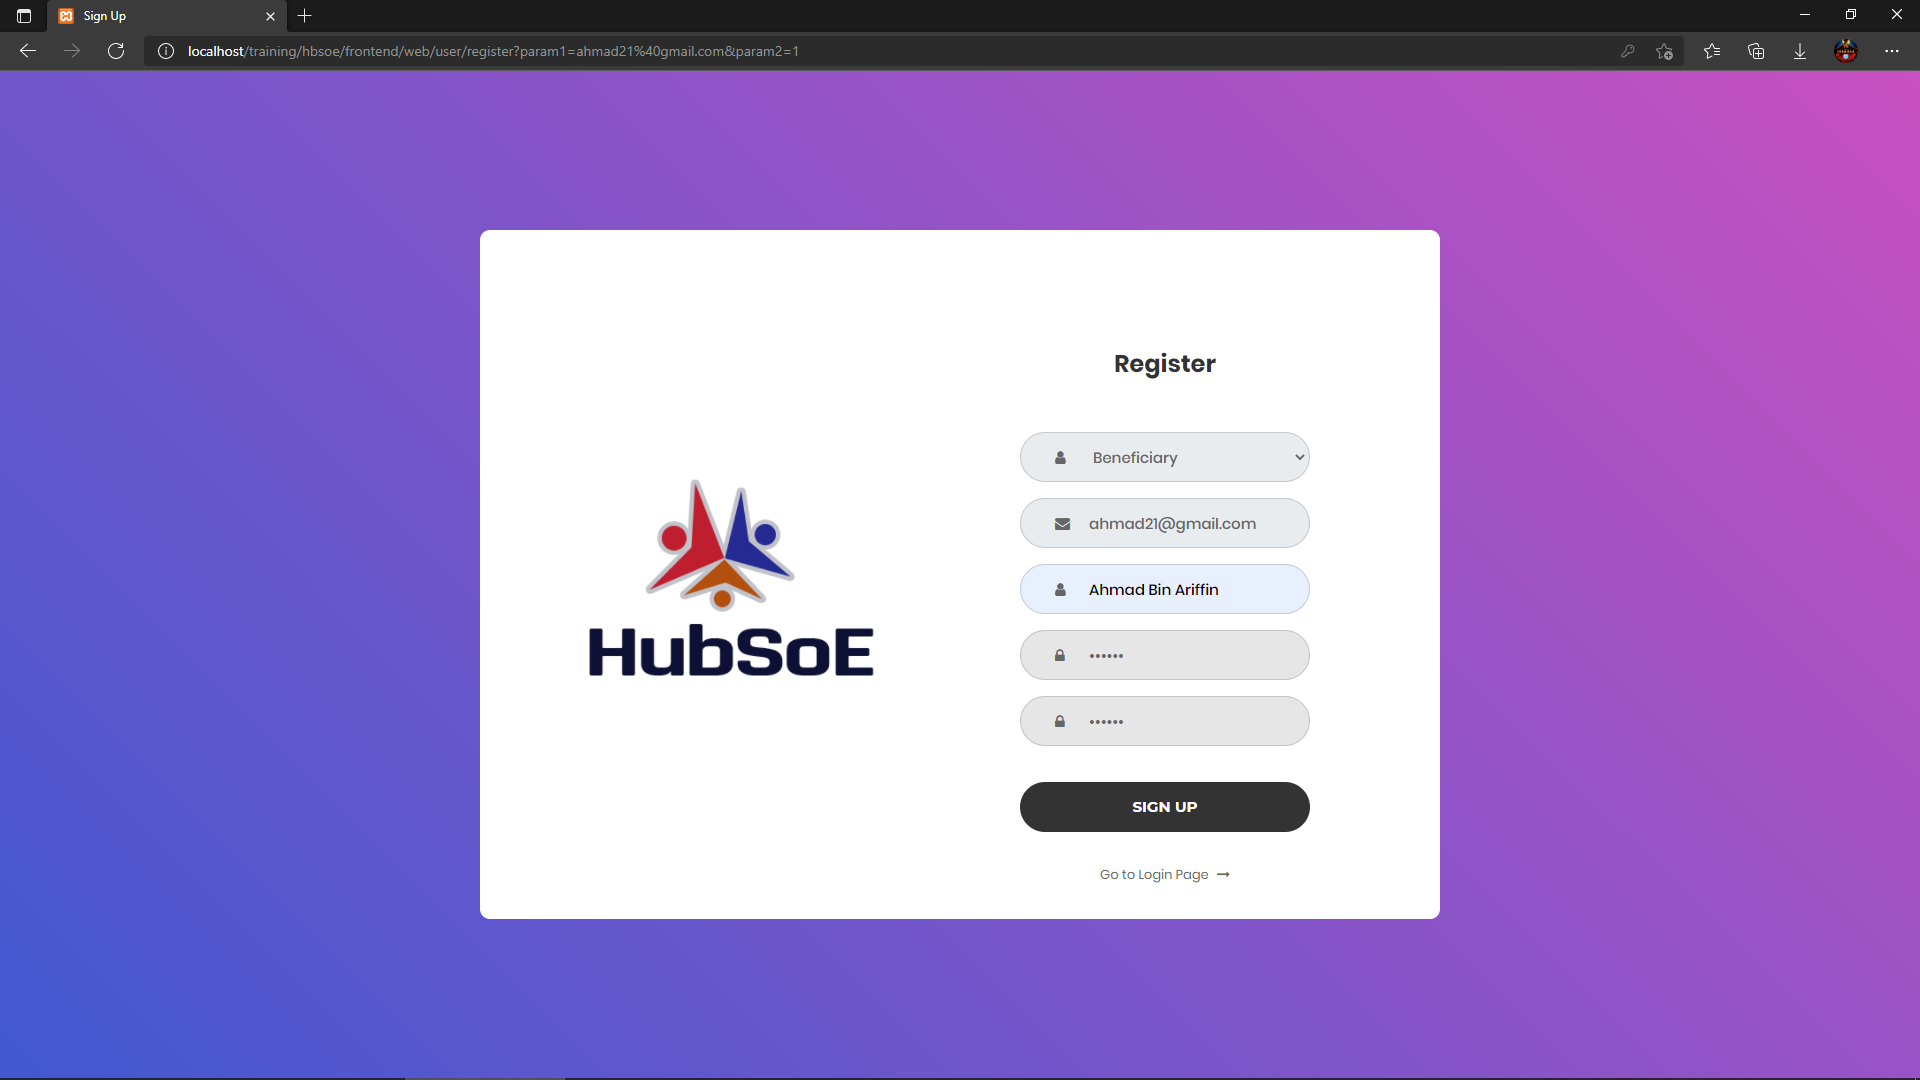 Sign Up
localhost/training/hbsoe/frontend/web/user/register?param1=ahmad21%40gmail.com&param2=1
Register
Beneficiary
ahmad21@gmail.com
Ahmad Bin Ariffin
••••••
••••••
SIGN UP
Go to Login Page →
HubSoE